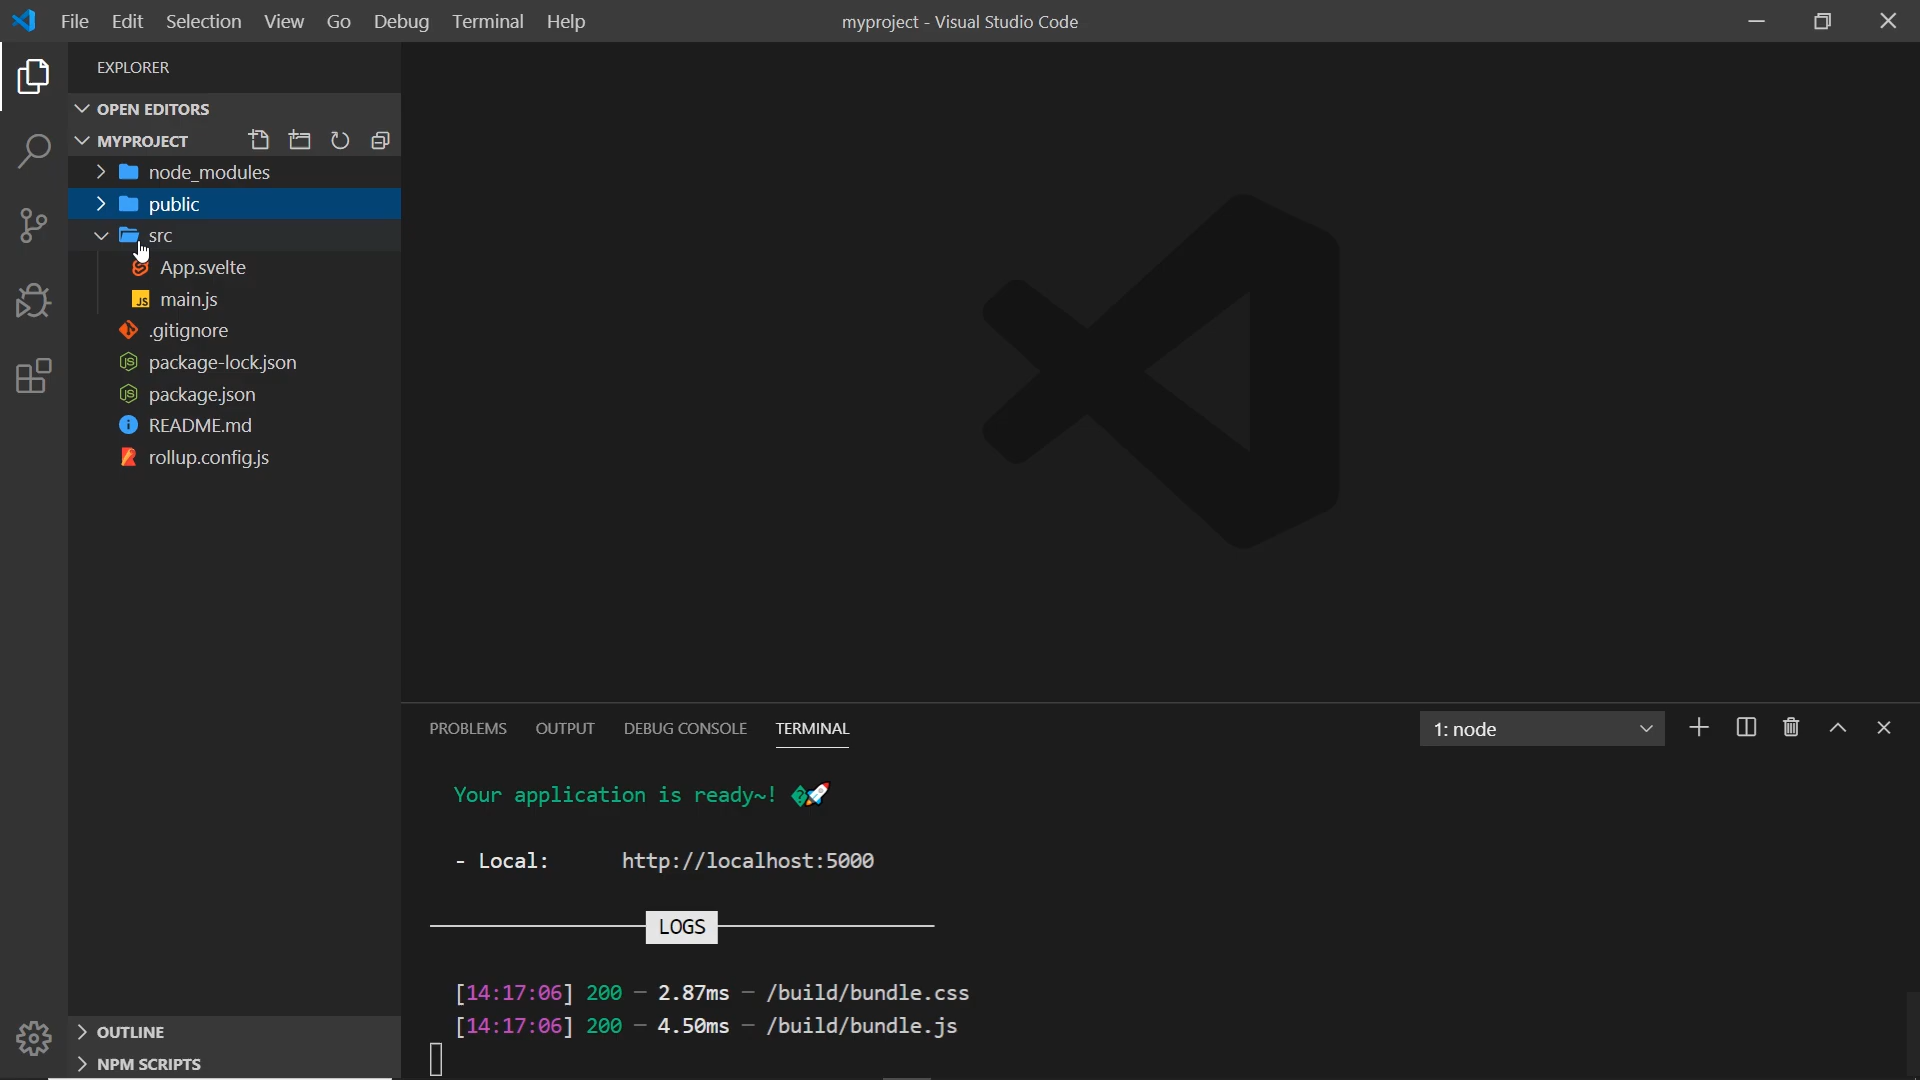 File Edit Selection View Go Debug Terminal Help
myproject - Visual Studio Code
EXPLORER
OPEN EDITORS
MYPROJECT
node_modules
public
src
App.svelte
JS main.js
.gitignore
JS package-lock.json
JS package.json
README.md
rollup.config.js
OUTLINE
NPM SCRIPTS
PROBLEMS OUTPUT DEBUG CONSOLE TERMINAL
1: node
Your application is ready~! �🚀
- Local: http://localhost:5000
LOGS
[14:17:06] 200 — 2.87ms — /build/bundle.css
[14:17:06] 200 — 4.50ms — /build/bundle.js